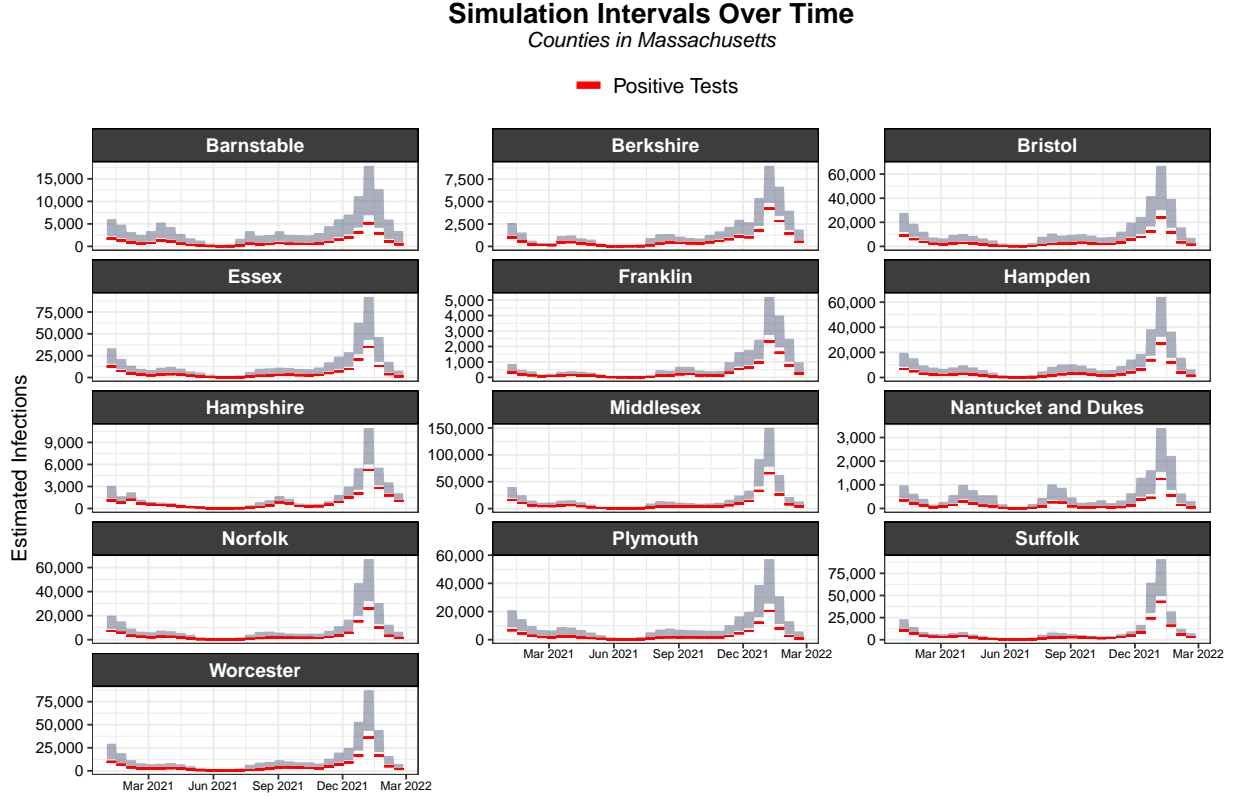 Simulation Intervals Over Time
Counties in Massachusetts
Positive Tests
Estimated Infections
Barnstable
15,000
10,000
5,000
0
Berkshire
7,500
5,000
2,500
0
Bristol
60,000
40,000
20,000
0
Essex
75,000
50,000
25,000
0
Franklin
5,000
4,000
3,000
2,000
1,000
0
Hampden
60,000
40,000
20,000
0
Hampshire
9,000
6,000
3,000
0
Middlesex
150,000
100,000
50,000
0
Nantucket and Dukes
3,000
2,000
1,000
0
Norfolk
60,000
40,000
20,000
0
Plymouth
60,000
40,000
20,000
0
Mar 2021 Jun 2021 Sep 2021 Dec 2021 Mar 2022
Suffolk
75,000
50,000
25,000
0
Mar 2021 Jun 2021 Sep 2021 Dec 2021 Mar 2022
Worcester
75,000
50,000
25,000
0
Mar 2021 Jun 2021 Sep 2021 Dec 2021 Mar 2022